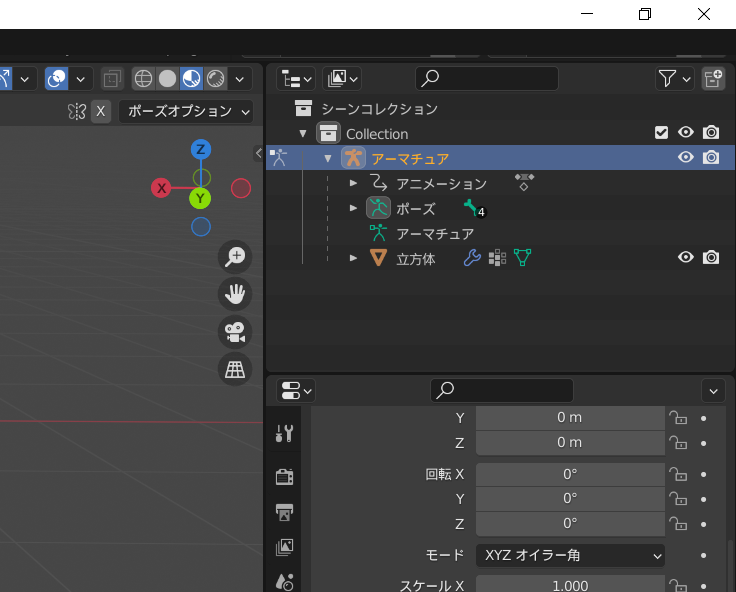 X ポーズオプション
Z
X
Y
シーンコレクション
Collection
アーマチュア
アニメーション
ポーズ 4
アーマチュア
立方体
Y 0 m
Z 0 m
回転 X 0°
Y 0°
Z 0°
モード XYZ オイラー角
スケール X 1.000